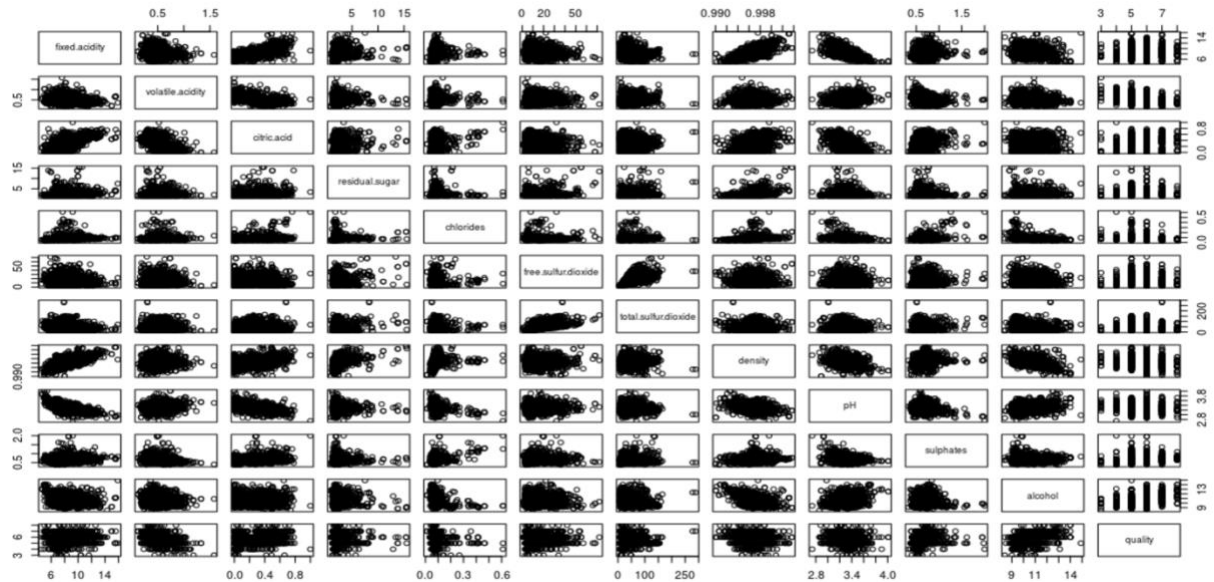 0.5 1.5 5 10 15 0 20 50 0.990 0.998 0.5 1.5 3 5 7
fixed.acidity 6 14
0.5 volatile.acidity
citric.acid 0.0 0.8
5 15 residual.sugar
chlorides 0.0 0.5
0 50 free.sulfur.dioxide
total.sulfur.dioxide 0 200
0.990 density
pH 2.8 3.8
0.5 2.0 sulphates
alcohol 9 13
3 6 quality
6 10 14 0.0 0.4 0.8 0.0 0.3 0.6 0 100 250 2.8 3.4 4.0 9 11 14